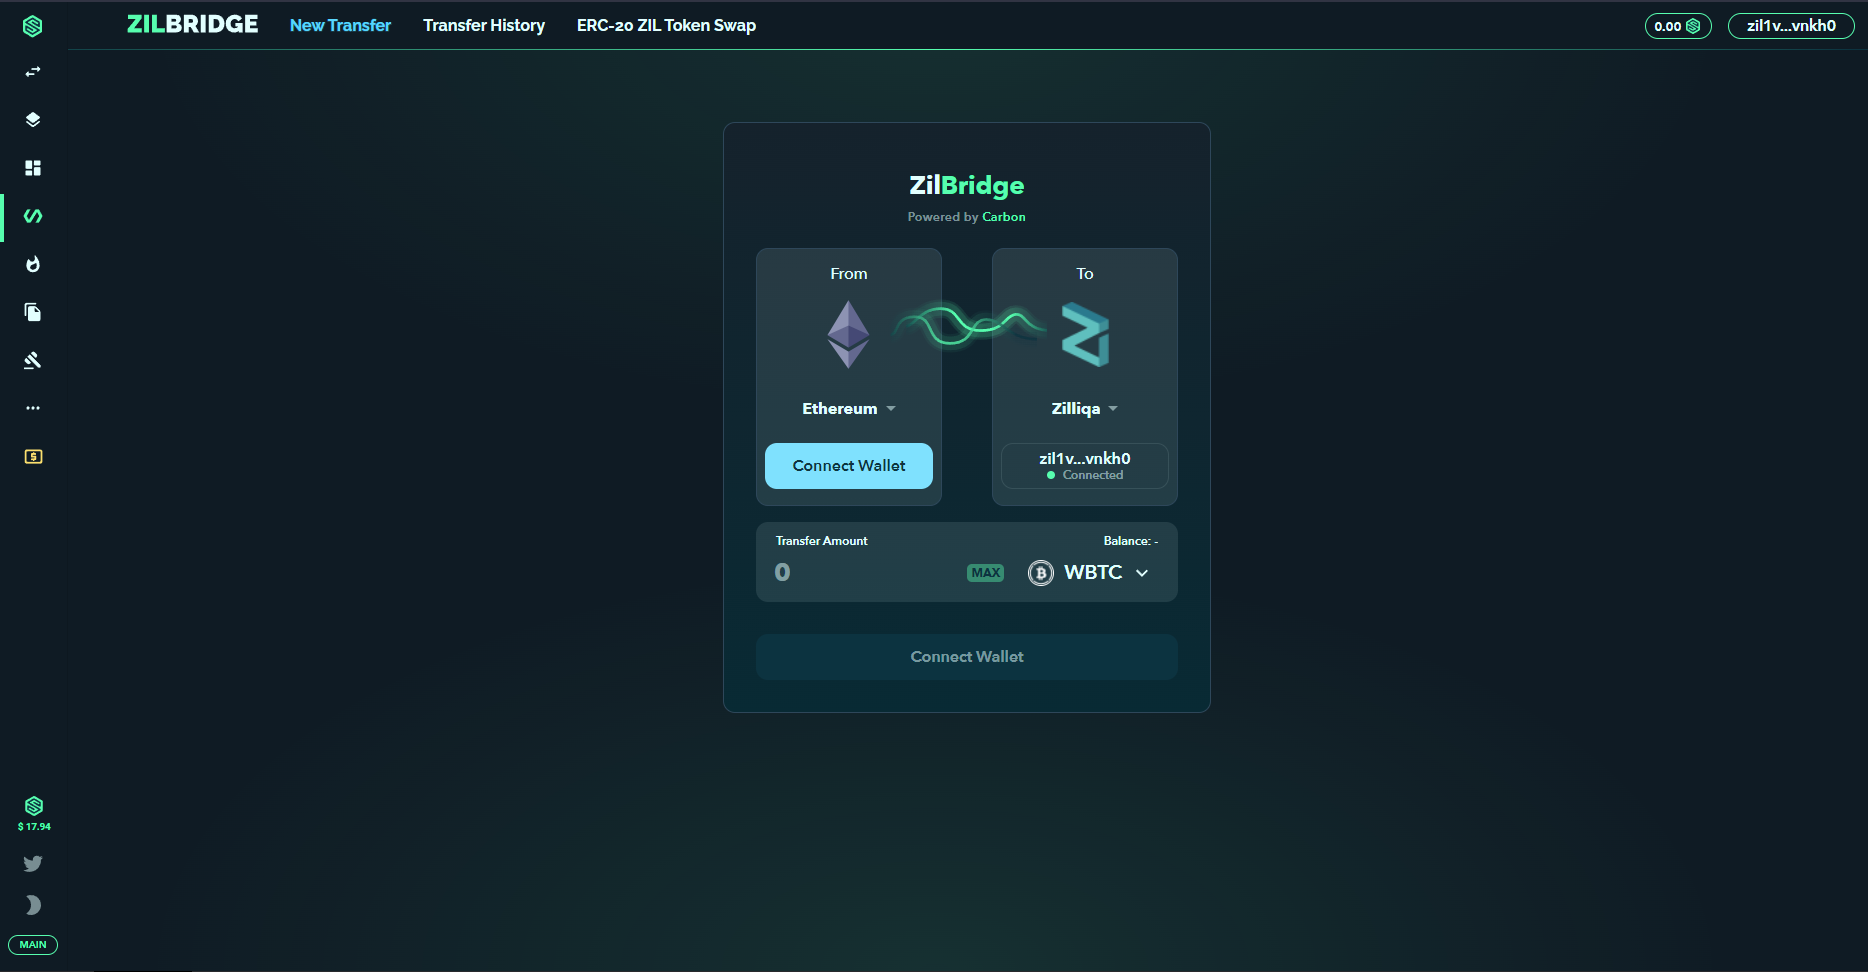 ZILBRIDGE New Transfer Transfer History ERC-20 ZIL Token Swap 0.00 zil1v...vnkh0
ZilBridge
Powered by Carbon
From To
Ethereum Zilliqa
Connect Wallet zil1v...vnkh0
Connected
Transfer Amount Balance: -
0 MAX WBTC
Connect Wallet
$ 17.94
MAIN